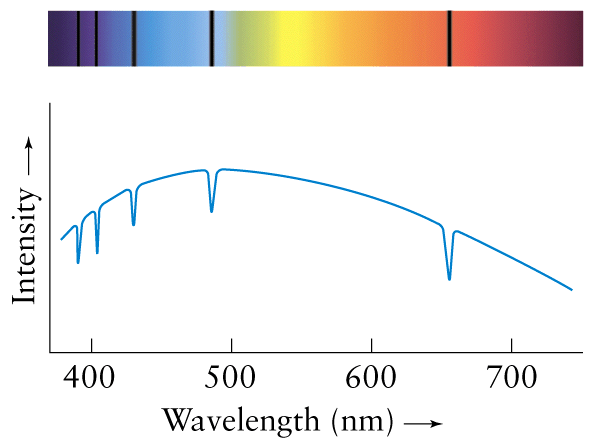 Intensity →
400 500 600 700
Wavelength (nm) →